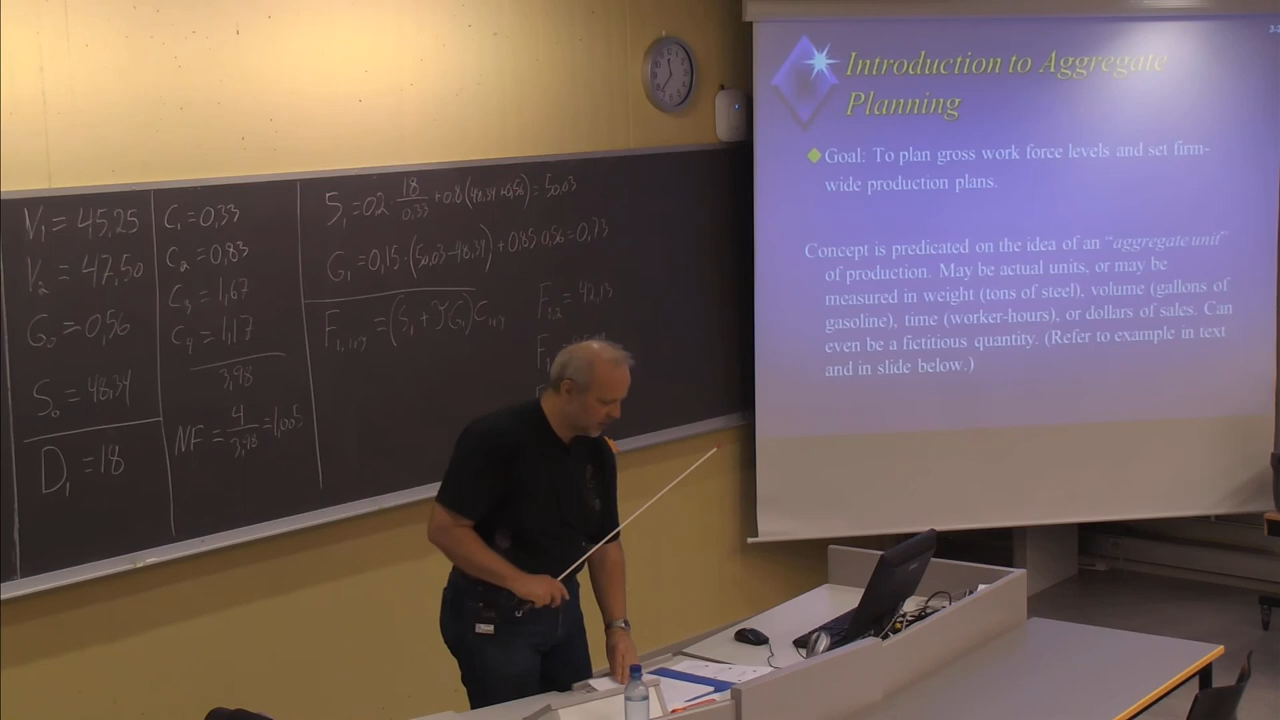 V₁ = 45,25
V₂ = 47,50
G₀ = 0,56
S₀ = 48,34
D₁ = 18
C₁ = 0,33
C₂ = 0,83
C₃ = 1,67
C₄ = 1,17
3,98
NF = 4/3,98 = 1,005
S₁ = 0,2 · 18/0,33 + 0.8(48,34 + 0,56) = 50,03
G₁ = 0,15 · (50,03 - 48,34) + 0,85 · 0,56 = 0,73
F₁,₂ = 42,13
Introduction to Aggregate
Planning
Goal: To plan gross work force levels and set firm-
wide production plans.
Concept is predicated on the idea of an "aggregate unit"
of production. May be actual units, or may be
measured in weight (tons of steel), volume (gallons of
gasoline), time (worker-hours), or dollars of sales. Can
even be a fictitious quantity. (Refer to example in text
and in slide below.)